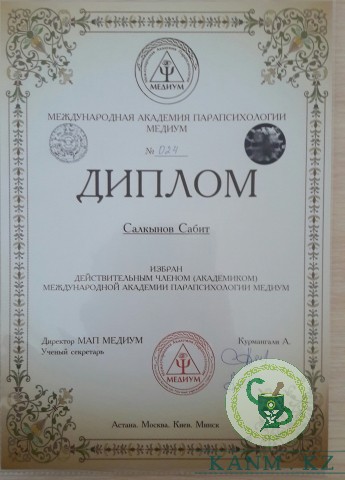 МЕДИУМ
МЕЖДУНАРОДНАЯ АКАДЕМИЯ ПАРАПСИХОЛОГИИ
МЕДИУМ
№ 024
ДИПЛОМ
Салкынов Сабит
ИЗБРАН
ДЕЙСТВИТЕЛЬНЫМ ЧЛЕНОМ (АКАДЕМИКОМ)
МЕЖДУНАРОДНОЙ АКАДЕМИИ ПАРАПСИХОЛОГИИ МЕДИУМ
Директор МАП МЕДИУМ Курмангали А.
Ученый секретарь
МЕДИУМ
Астана. Москва. Киев. Минск
KANM KZ